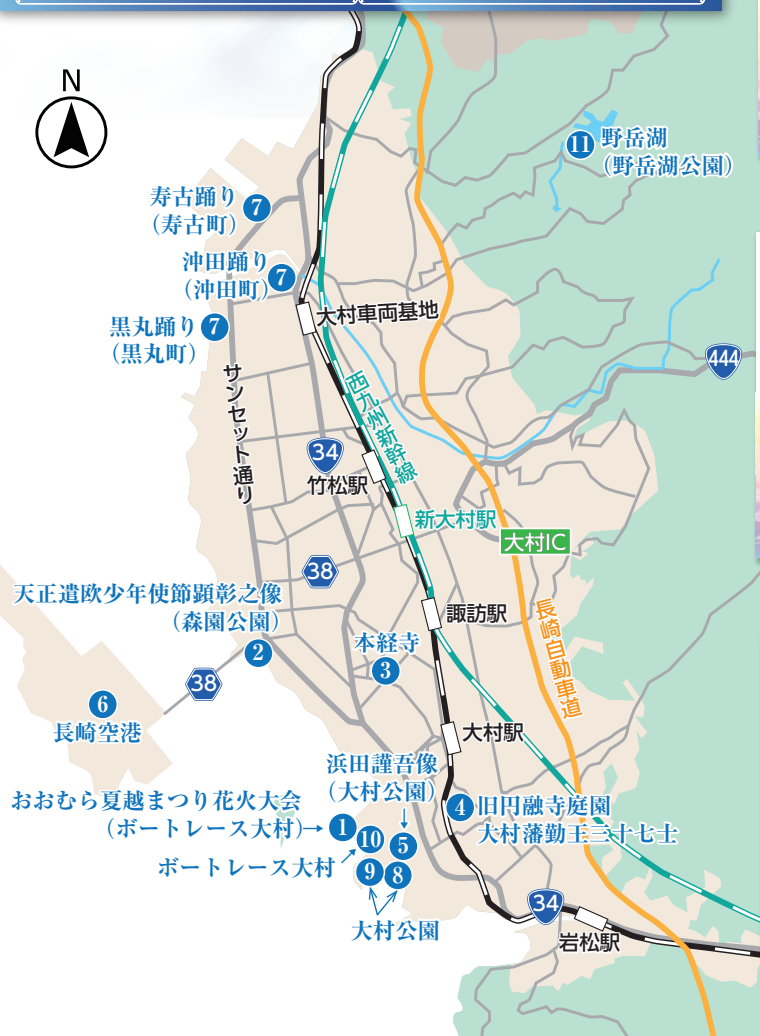 N
11 野岳湖
（野岳湖公園）
寿古踊り 7
（寿古町）
沖田踊り 7
（沖田町）
黒丸踊り 7
（黒丸町）
大村車両基地
444
サンセット通り
西九州新幹線
34
竹松駅
新大村駅
大村IC
38
天正遣欧少年使節顕彰之像
（森園公園）
2
諏訪駅
長崎自動車道
本経寺
3
38
6
長崎空港
大村駅
浜田謹吾像
（大村公園）
おおむら夏越まつり花火大会
（ボートレース大村）
1
10
5
4 旧円融寺庭園
大村藩勤王三十七士
ボートレース大村
9
8
大村公園
34
岩松駅